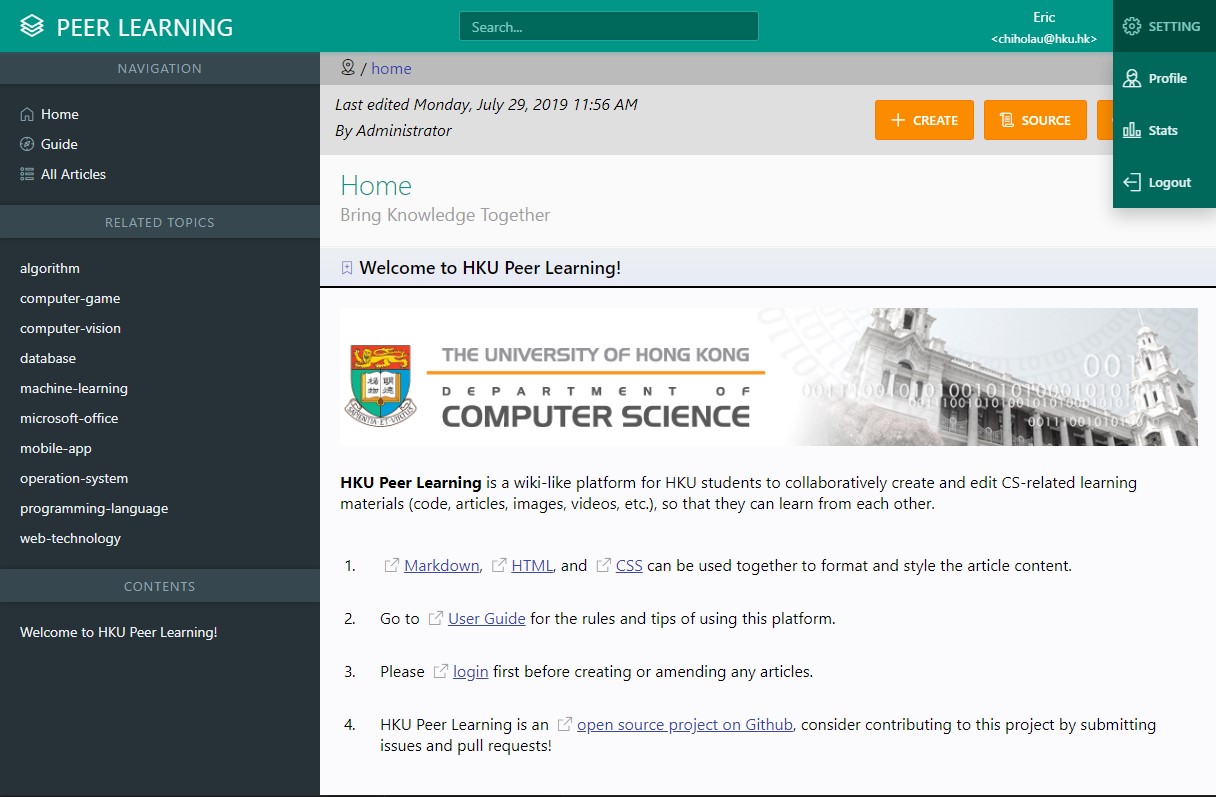 PEER LEARNING
Search...
Eric
<chiholau@hku.hk>
SETTING
Profile
Stats
Logout
NAVIGATION
Home
Guide
All Articles
RELATED TOPICS
algorithm
computer-game
computer-vision
database
machine-learning
microsoft-office
mobile-app
operation-system
programming-language
web-technology
CONTENTS
Welcome to HKU Peer Learning!
/ home
Last edited Monday, July 29, 2019 11:56 AM
By Administrator
CREATE
SOURCE
Home
Bring Knowledge Together
Welcome to HKU Peer Learning!
THE UNIVERSITY OF HONG KONG
DEPARTMENT OF
COMPUTER SCIENCE
HKU Peer Learning is a wiki-like platform for HKU students to collaboratively create and edit CS-related learning
materials (code, articles, images, videos, etc.), so that they can learn from each other.
1. Markdown, HTML, and CSS can be used together to format and style the article content.
2. Go to User Guide for the rules and tips of using this platform.
3. Please login first before creating or amending any articles.
4. HKU Peer Learning is an open source project on Github, consider contributing to this project by submitting
issues and pull requests!